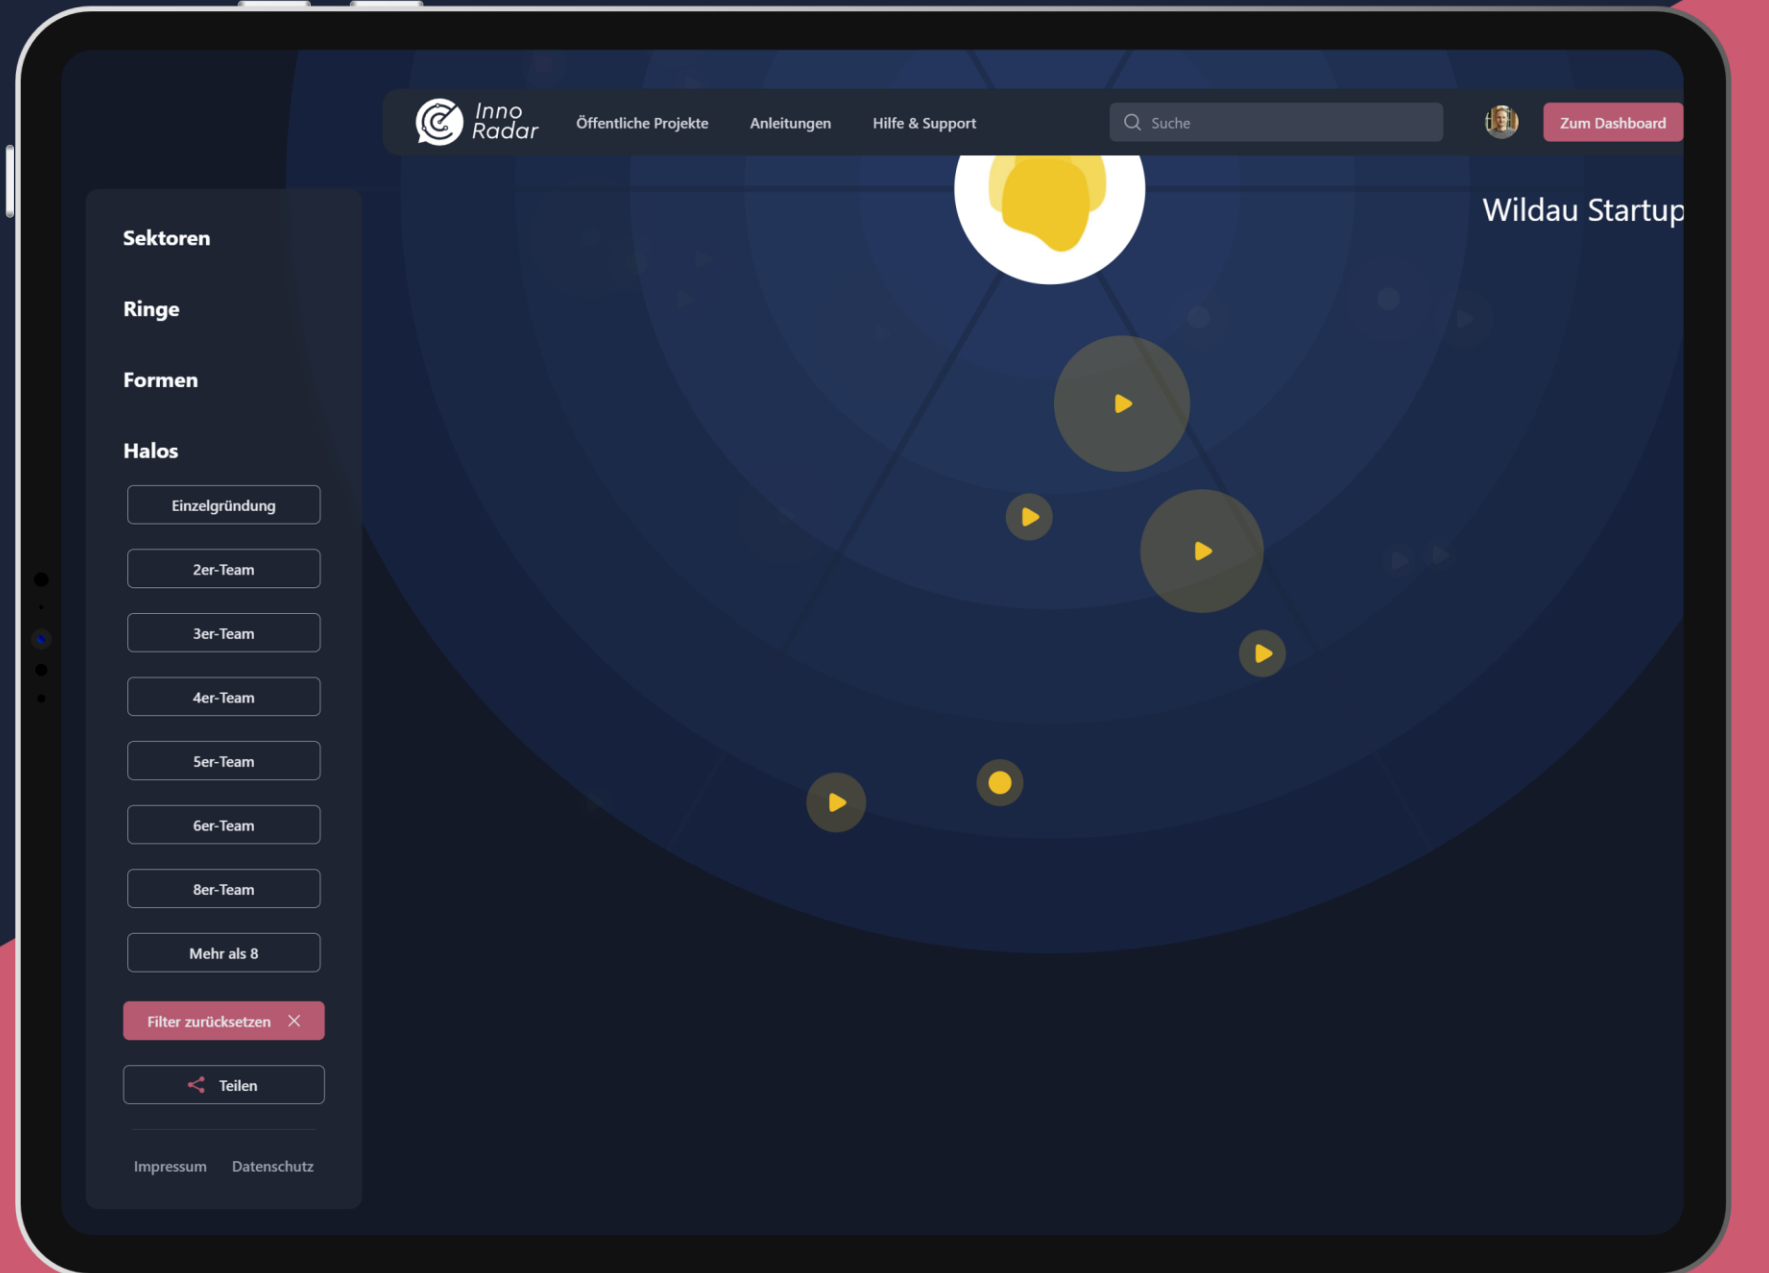 Inno
Radar
Öffentliche Projekte
Anleitungen
Hilfe & Support
Suche
Zum Dashboard
Wildau Startup
Sektoren
Ringe
Formen
Halos
Einzelgründung
2er-Team
3er-Team
4er-Team
5er-Team
6er-Team
8er-Team
Mehr als 8
Filter zurücksetzen
Teilen
Impressum
Datenschutz